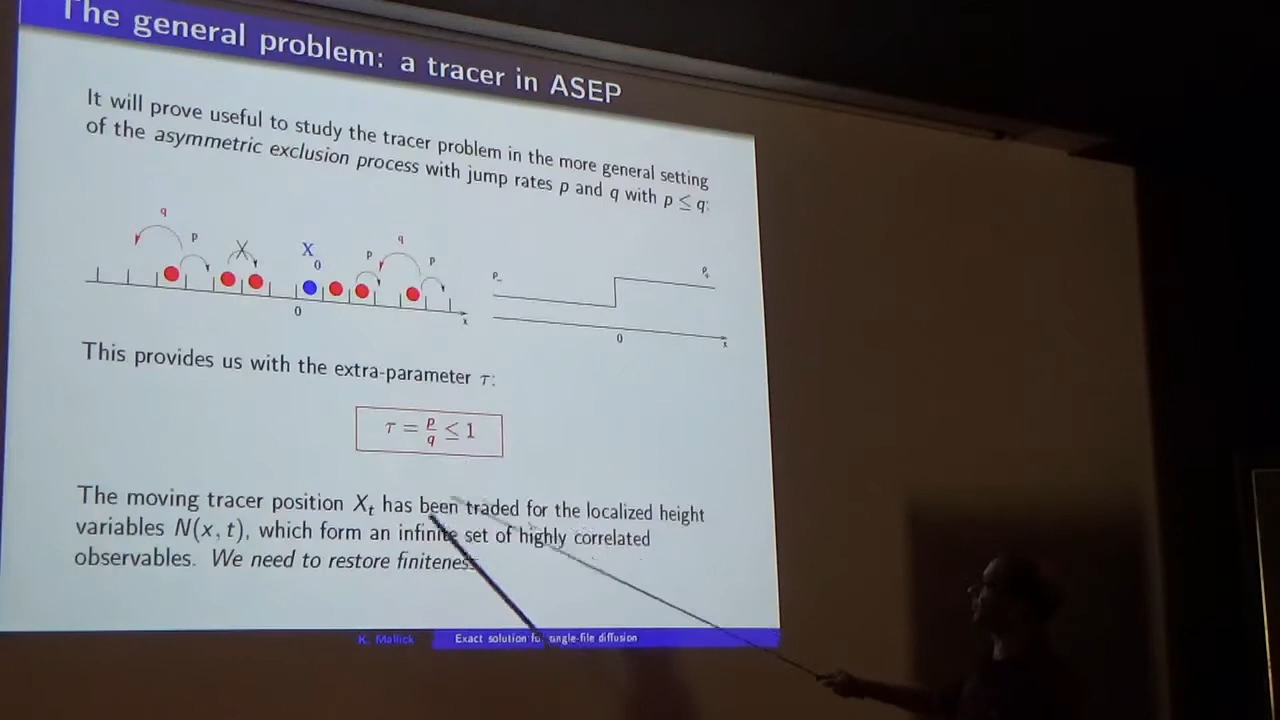 The general problem: a tracer in ASEP
It will prove useful to study the tracer problem in the more general setting
of the asymmetric exclusion process with jump rates p and q with p ≤ q:
q
p
X
0
p
q
p
0
x
ρ_
ρ+
0
x
This provides us with the extra-parameter τ:
τ = p/q ≤ 1
The moving tracer position Xt has been traded for the localized height
variables N(x, t), which form an infinite set of highly correlated
observables. We need to restore finiteness
K. Mallick
Exact solution for single-file diffusion